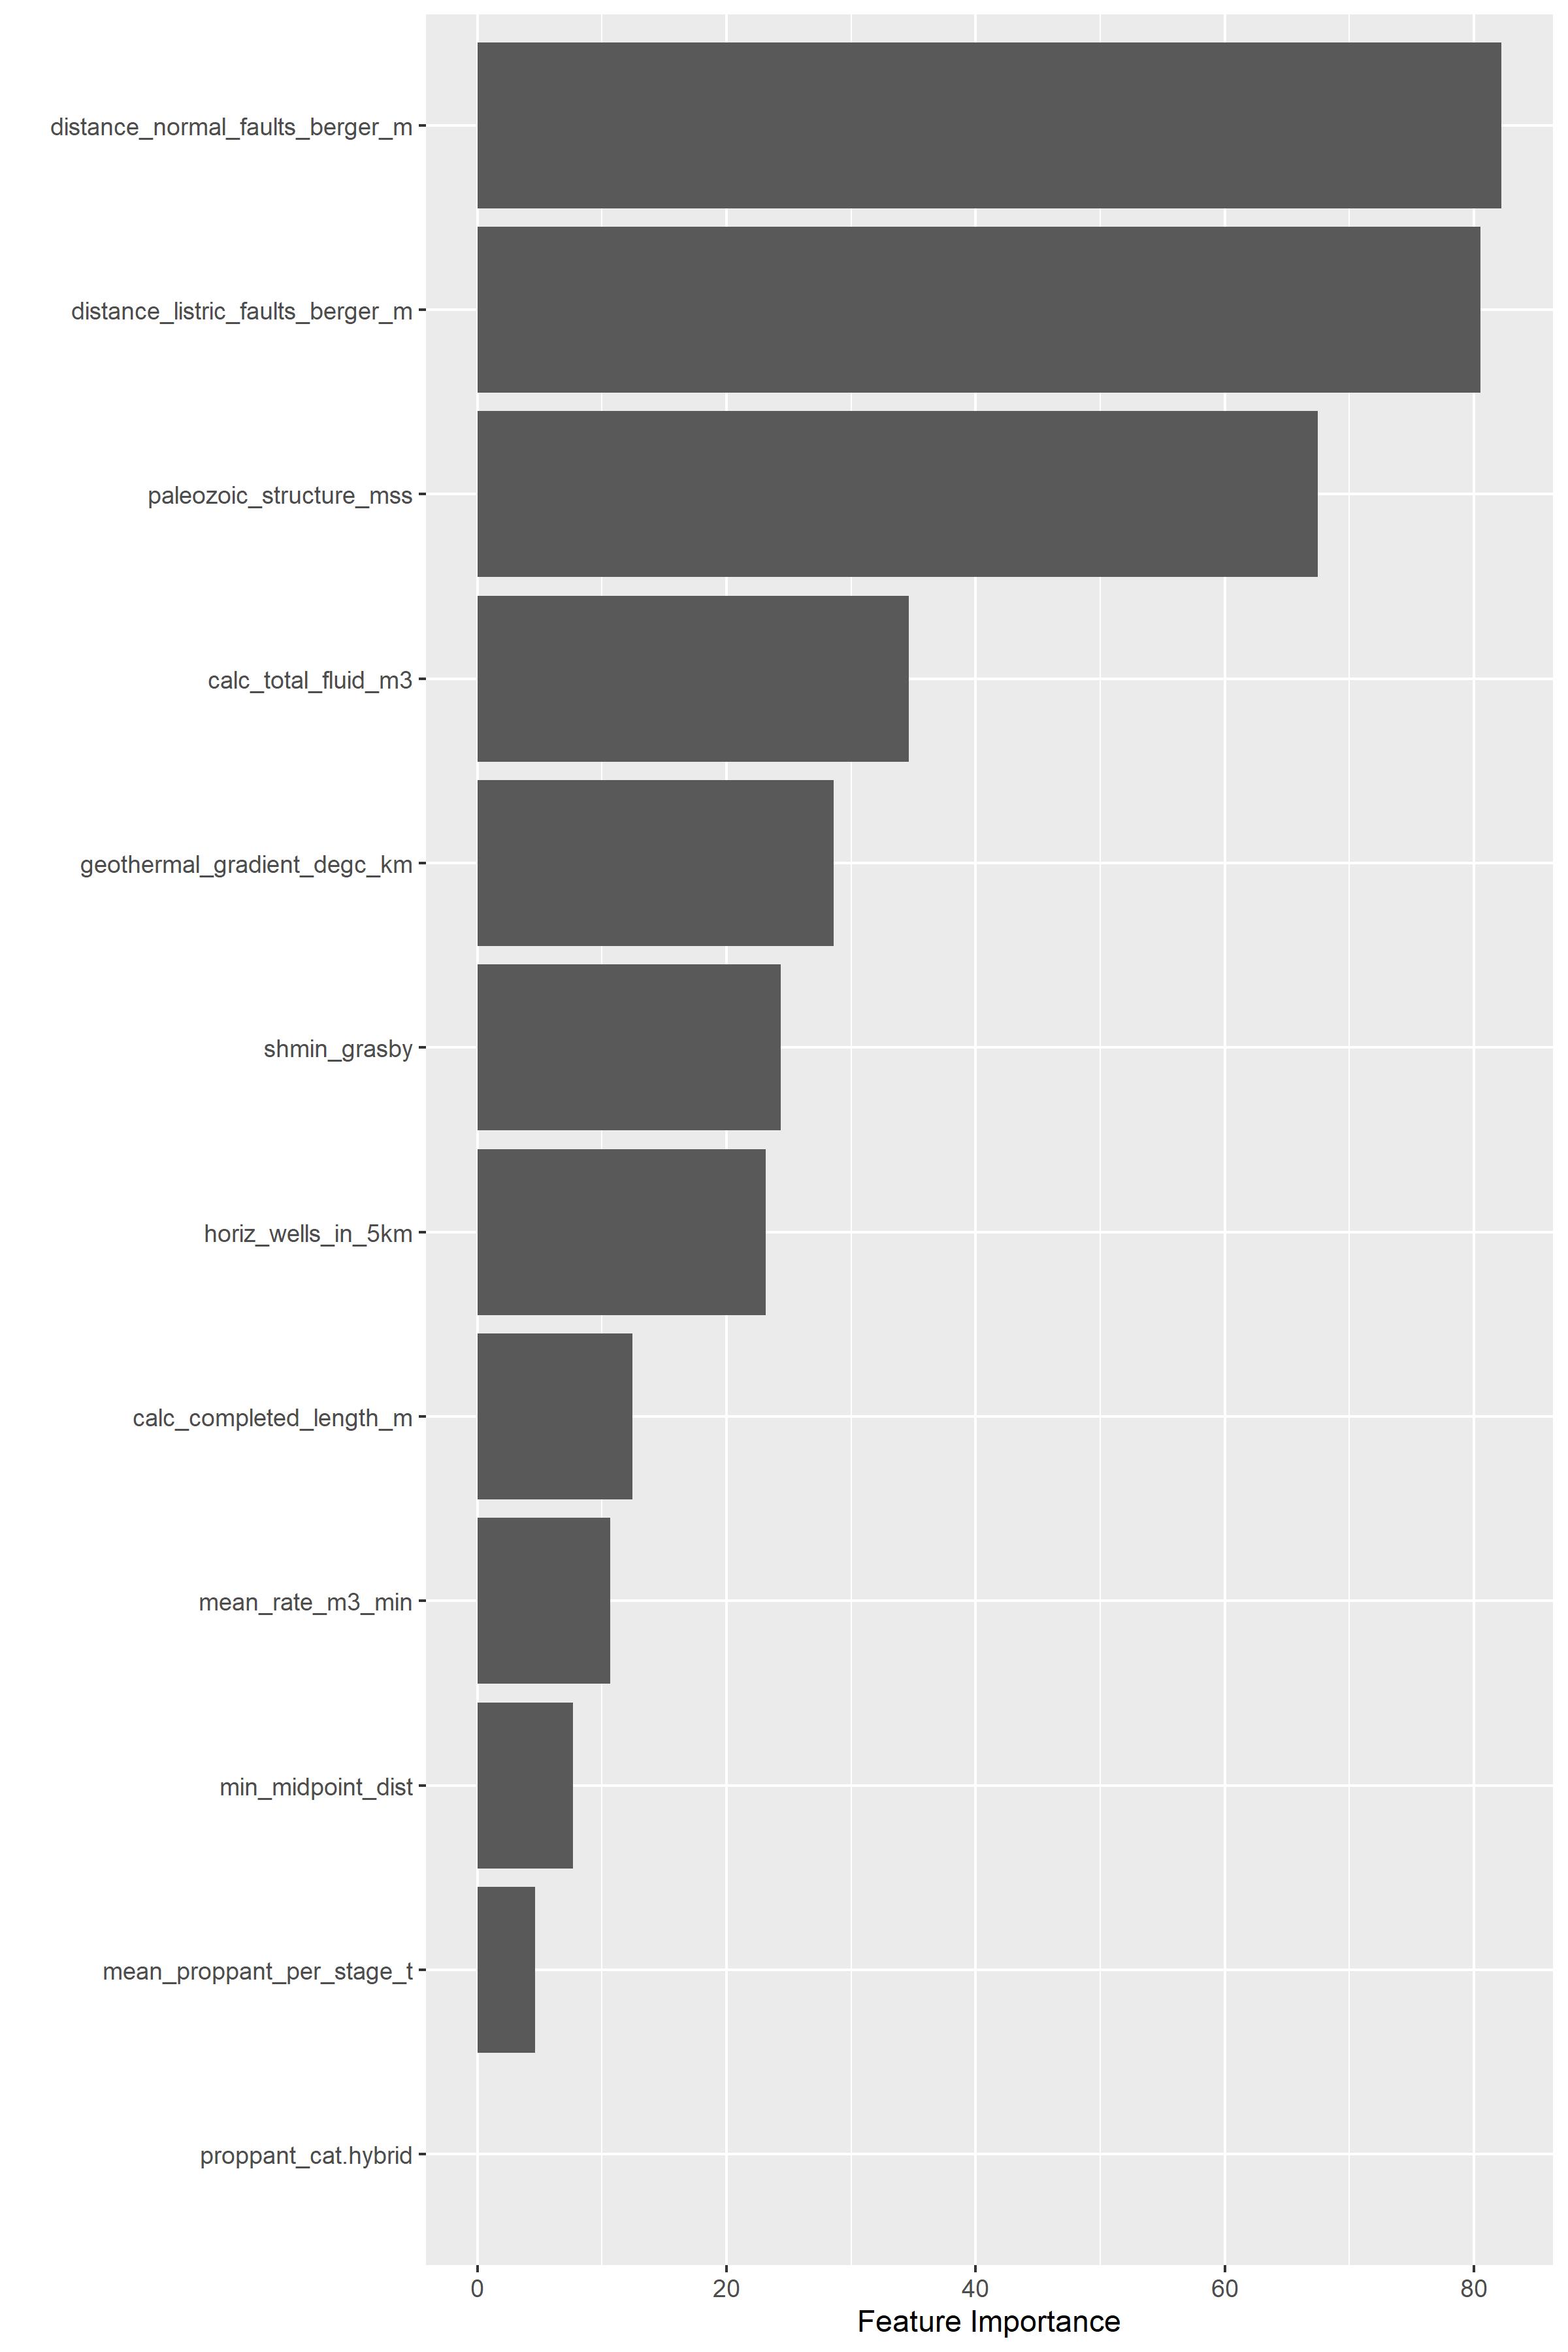 distance_normal_faults_berger_m
distance_listric_faults_berger_m
paleozoic_structure_mss
calc_total_fluid_m3
geothermal_gradient_degc_km
shmin_grasby
horiz_wells_in_5km
calc_completed_length_m
mean_rate_m3_min
min_midpoint_dist
mean_proppant_per_stage_t
proppant_cat.hybrid
0 20 40 60 80
Feature Importance